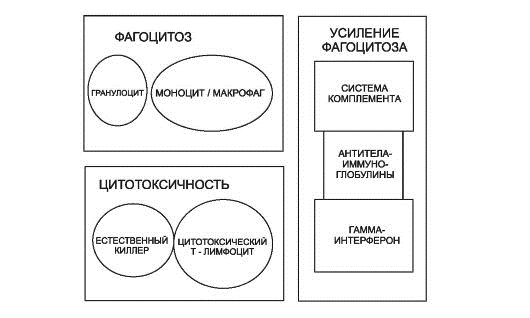 ФАГОЦИТОЗ
ГРАНУЛОЦИТ
МОНОЦИТ / МАКРОФАГ
ЦИТОТОКСИЧНОСТЬ
ЕСТЕСТВЕННЫЙ
КИЛЛЕР
ЦИТОТОКСИЧЕСКИЙ
Т - ЛИМФОЦИТ
УСИЛЕНИЕ
ФАГОЦИТОЗА
СИСТЕМА
КОМПЛЕМЕНТА
АНТИТЕЛА-
ИММУНО-
ГЛОБУЛИНЫ
ГАММА-
ИНТЕРФЕРОН